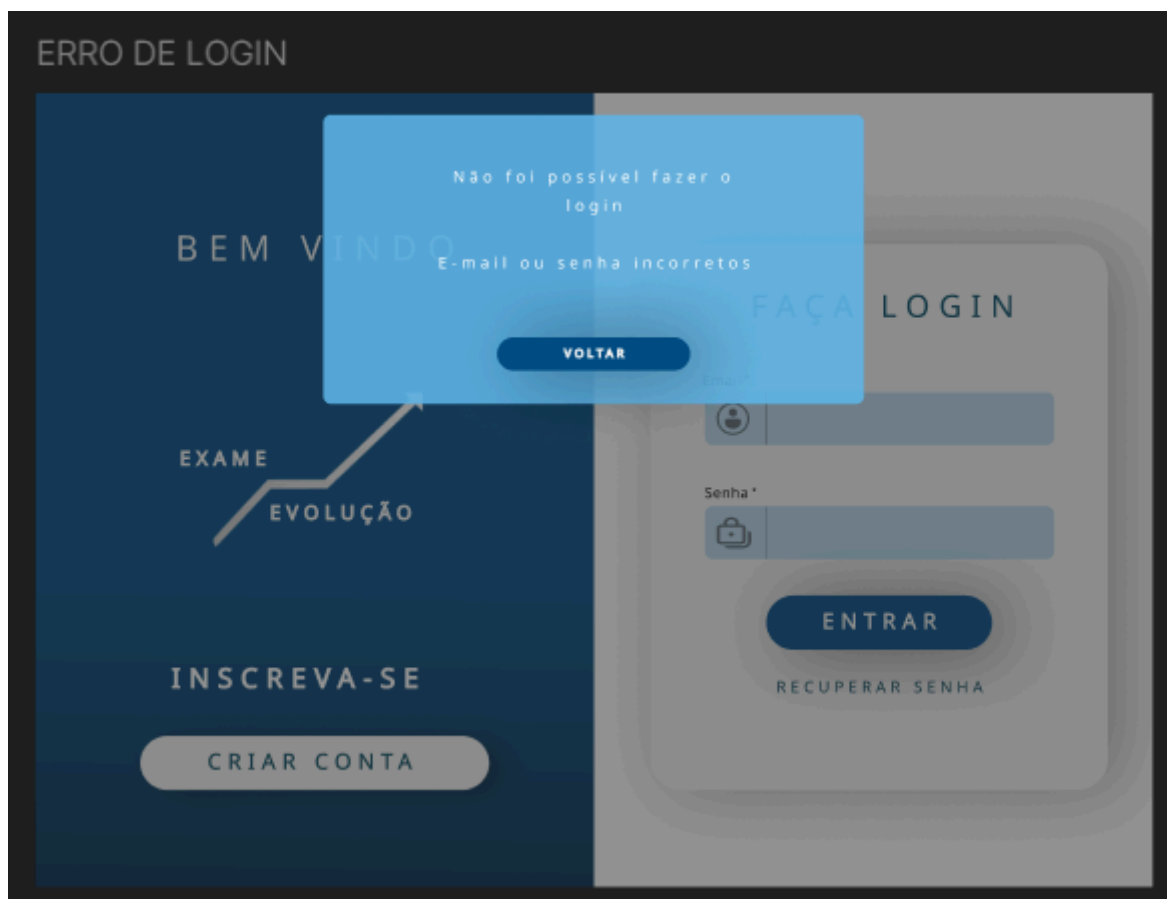 ERRO DE LOGIN
Não foi possível fazer o
login
E-mail ou senha incorretos
VOLTAR
BEM VINDO
EXAME
EVOLUÇÃO
INSCREVA-SE
CRIAR CONTA
FAÇA LOGIN
Email *
Senha *
ENTRAR
RECUPERAR SENHA